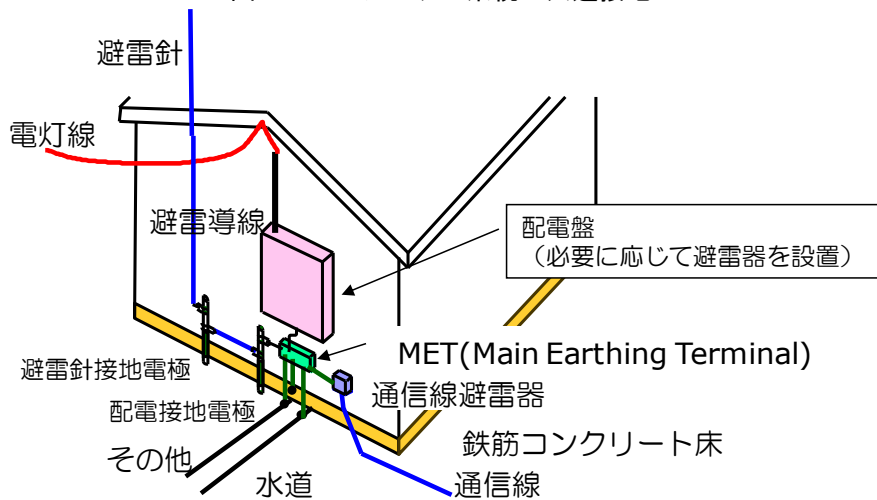 避雷針
電灯線
避雷導線
配電盤
（必要に応じて避雷器を設置）
MET(Main Earthing Terminal)
避雷針接地電極
通信線避雷器
配電接地電極
鉄筋コンクリート床
その他
水道
通信線